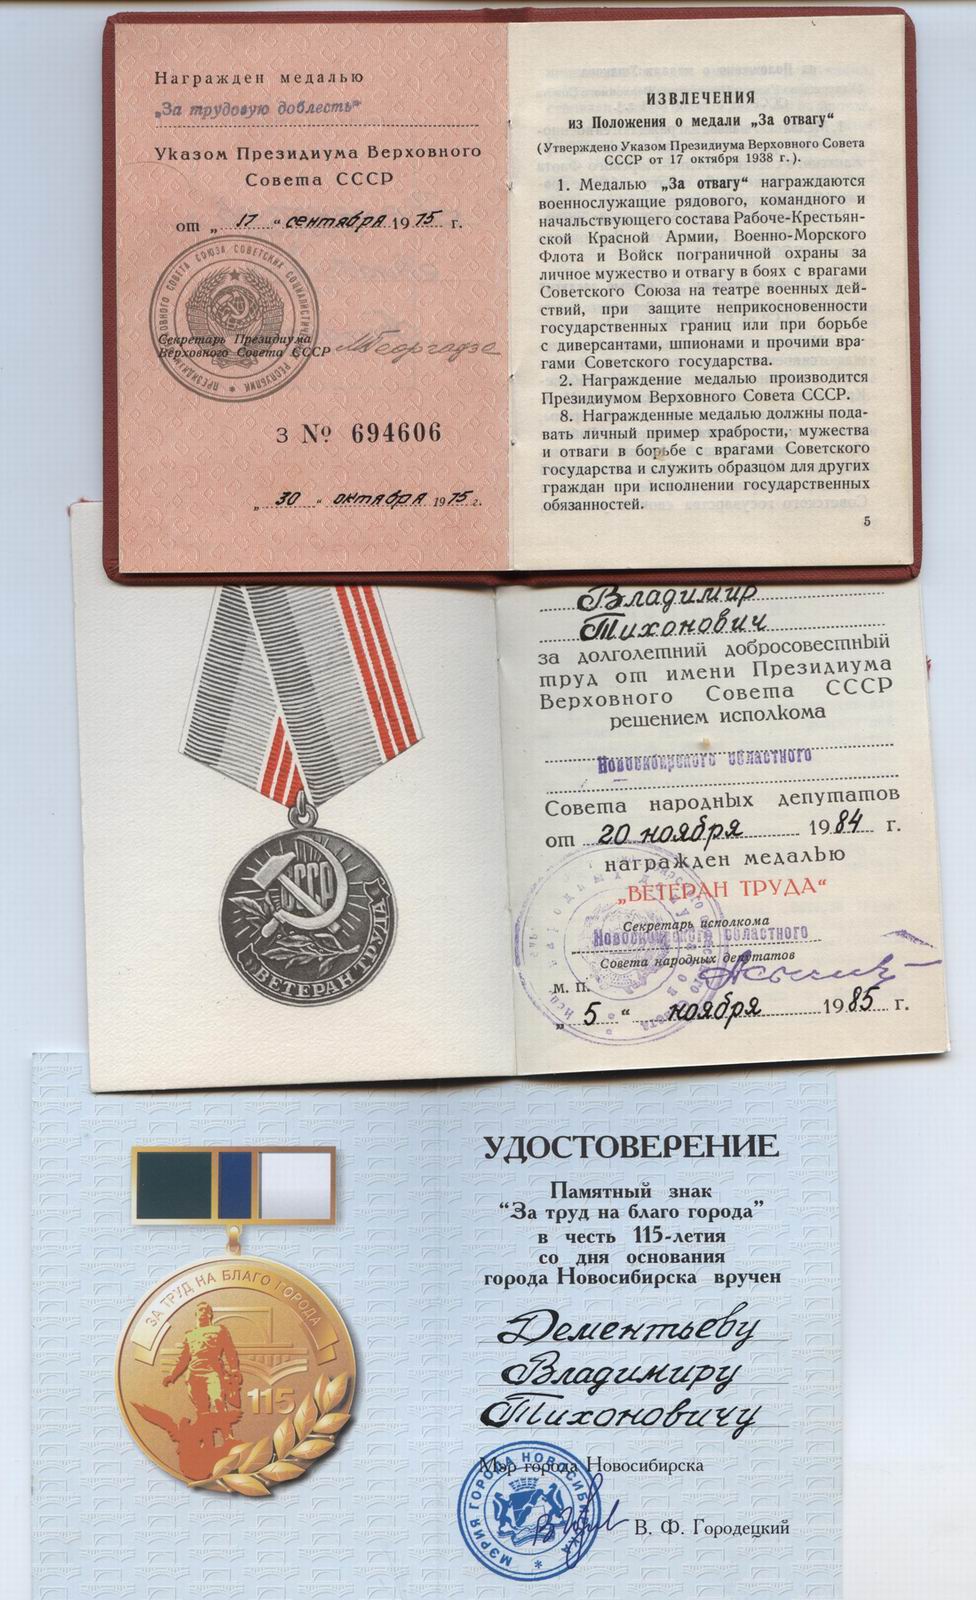 Награжден медалью
„За трудовую доблесть“
Указом Президиума Верховного
Совета СССР
от „ 17 “ сентября 1975 г.
Секретарь Президиума
Верховного Совета СССР
МГеоргадзе
З № 694606
„ 30 “ октября 1975 г.
ИЗВЛЕЧЕНИЯ
из Положения о медали „За отвагу“
(Утверждено Указом Президиума Верховного Совета
СССР от 17 октября 1938 г.).
1. Медалью „За отвагу“ награждаются
военнослужащие рядового, командного и
начальствующего состава Рабоче-Крестьян-
ской Красной Армии, Военно-Морского
Флота и Войск пограничной охраны за
личное мужество и отвагу в боях с врагами
Советского Союза на театре военных дей-
ствий, при защите неприкосновенности
государственных границ или при борьбе
с диверсантами, шпионами и прочими вра-
гами Советского государства.
2. Награждение медалью производится
Президиумом Верховного Совета СССР.
8. Награжденные медалью должны пода-
вать личный пример храбрости, мужества
и отваги в борьбе с врагами Советского
государства и служить образцом для других
граждан при исполнении государственных
обязанностей.
5
СССР
ВЕТЕРАН ТРУДА
Владимир
Тихонович
за долголетний добросовестный
труд от имени Президиума
Верховного Совета СССР
решением исполкома
Новосибирского областного
Совета народных депутатов
от 20 ноября 1984 г.
награжден медалью
„ВЕТЕРАН ТРУДА“
Секретарь исполкома
Новосибирского областного
Совета народных депутатов
М. П.
„ 5 “ ноября 1985 г.
ЗА ТРУД НА БЛАГО ГОРОДА
115
УДОСТОВЕРЕНИЕ
Памятный знак
“За труд на благо города”
в честь 115-летия
со дня основания
города Новосибирска вручен
Дементьеву
Владимиру
Тихоновичу
Мэр города Новосибирска
В. Ф. Городецкий
МЭРИЯ ГОРОДА НОВОСИБИРСКА